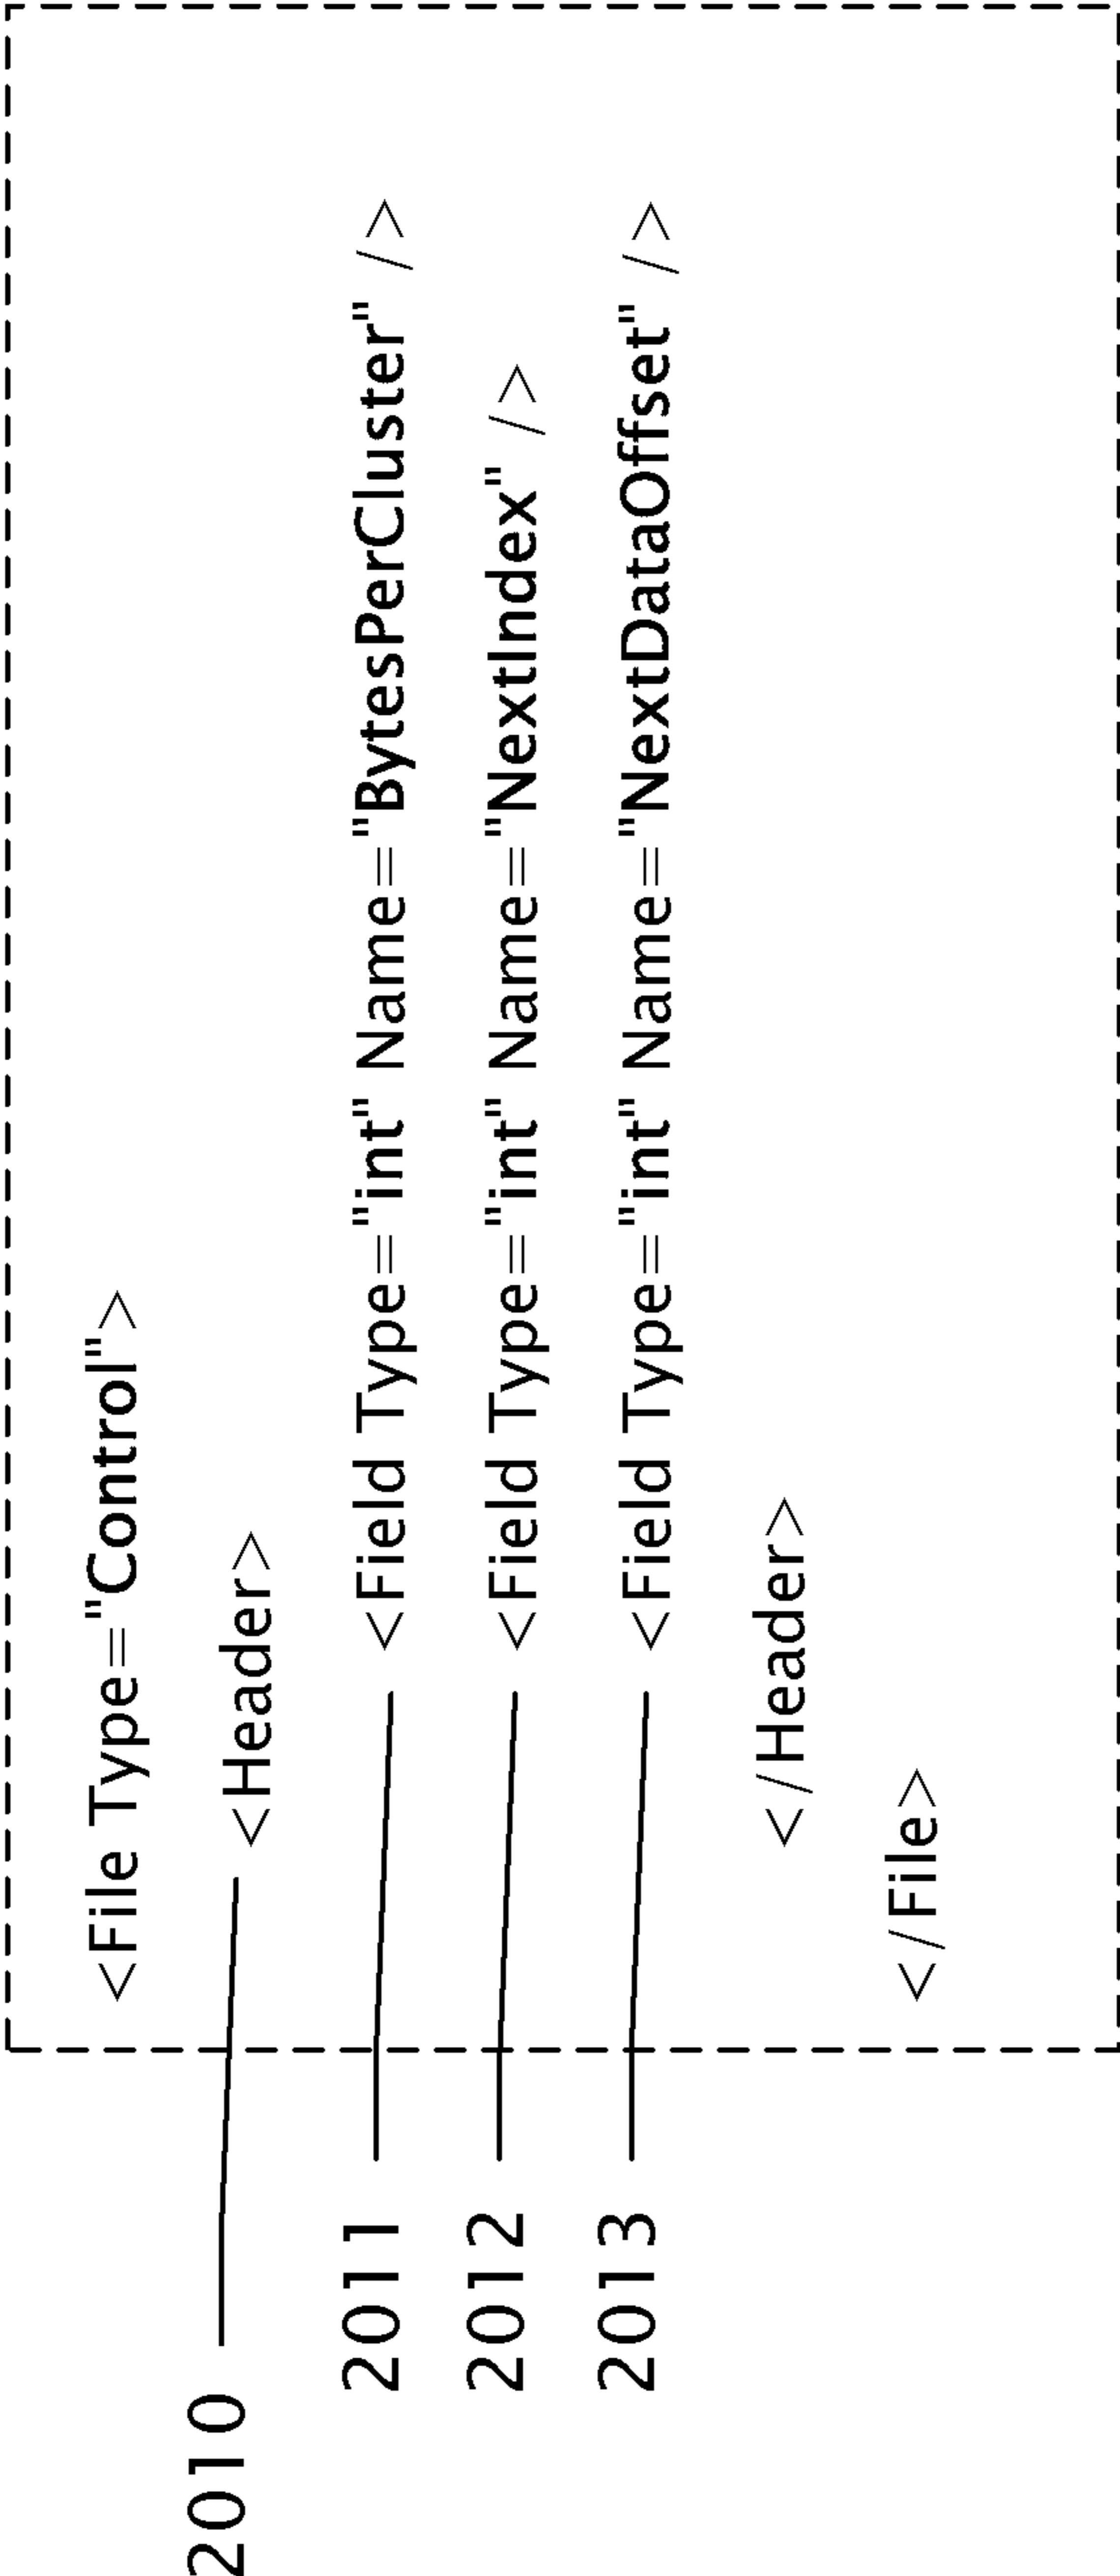 <File Type="Control">
2010 <Header>
2011 <Field Type="int" Name="BytesPerCluster" />
2012 <Field Type="int" Name="NextIndex" />
2013 <Field Type="int" Name="NextDataOffset" />
</Header>
</File>